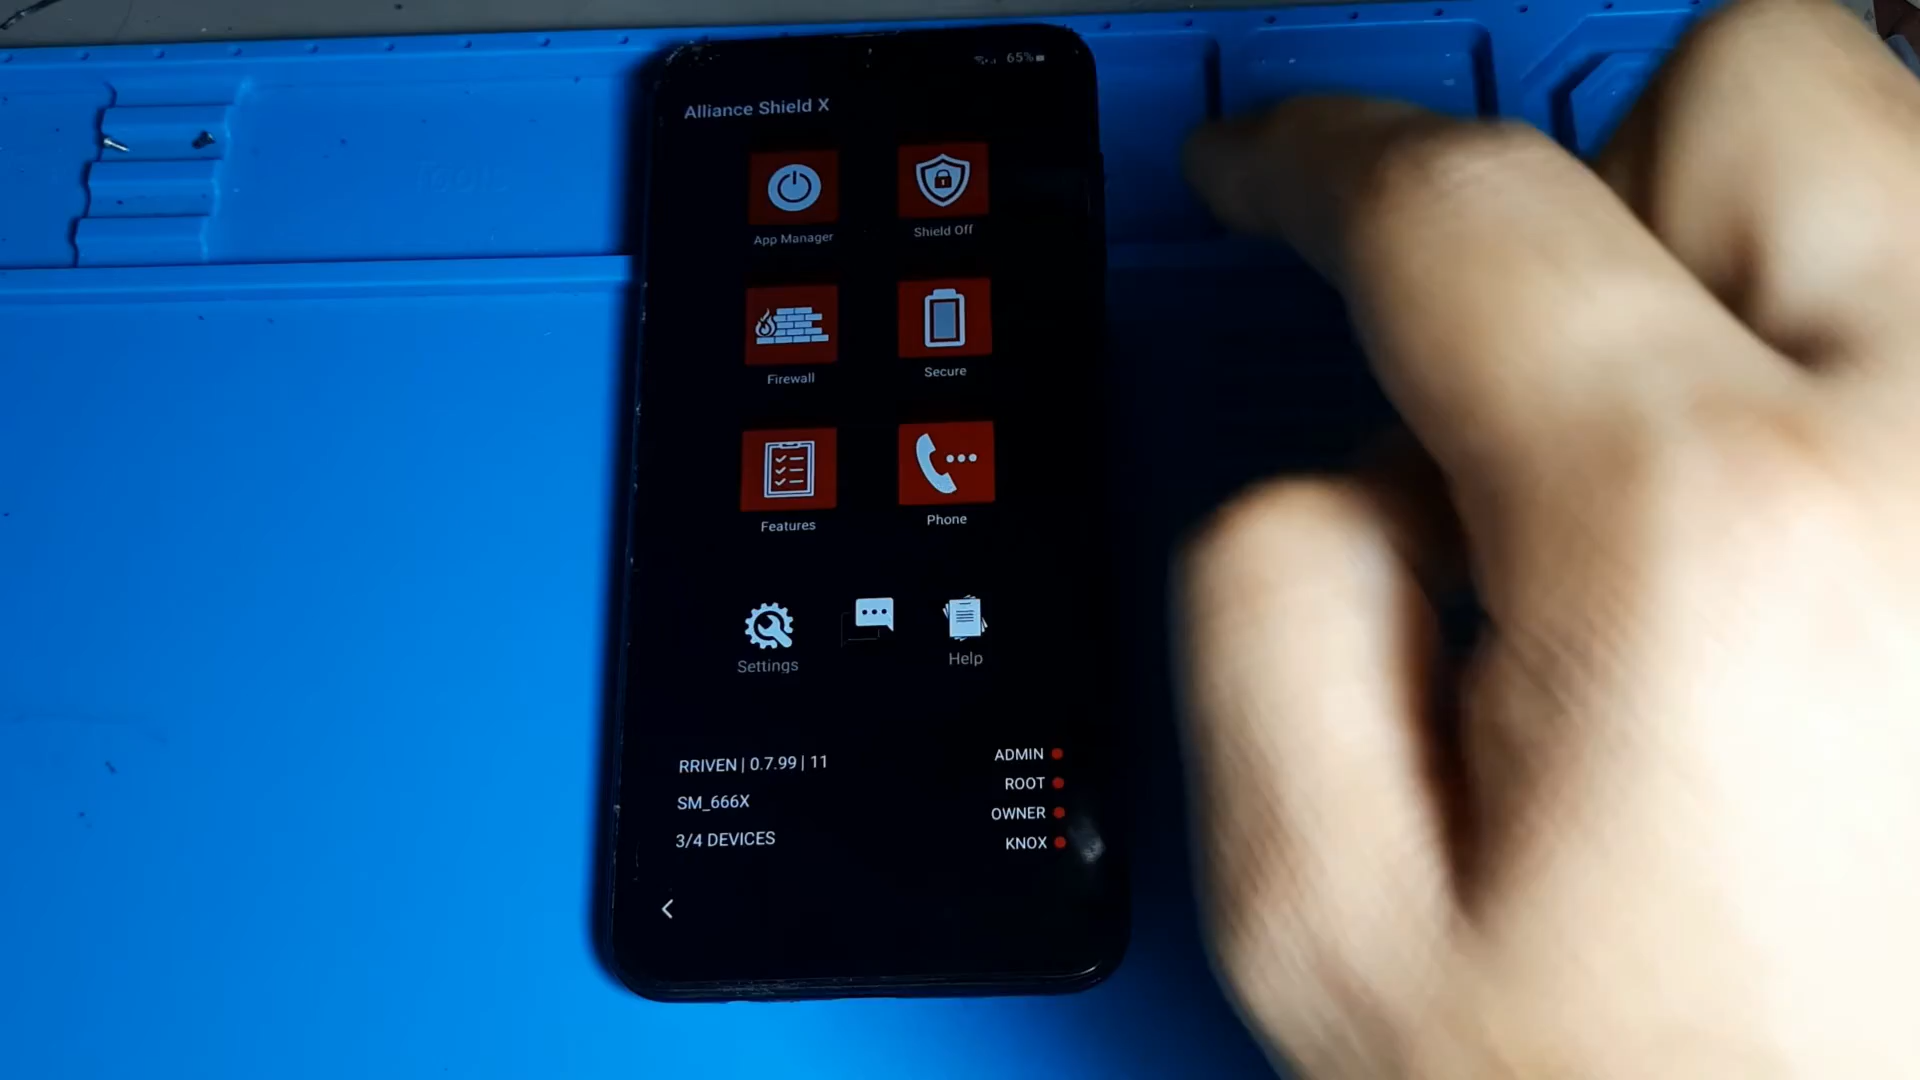 65%
Alliance Shield X
App Manager
Shield Off
Firewall
Secure
Features
Phone
Settings
Help
RRIVEN | 0.7.99 | 11
SM_666X
3/4 DEVICES
ADMIN
ROOT
OWNER
KNOX